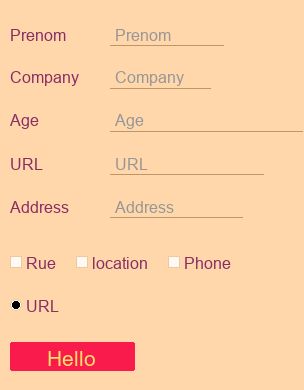 Prenom Prenom
Company Company
Age Age
URL URL
Address Address
Rue location Phone
URL
Hello